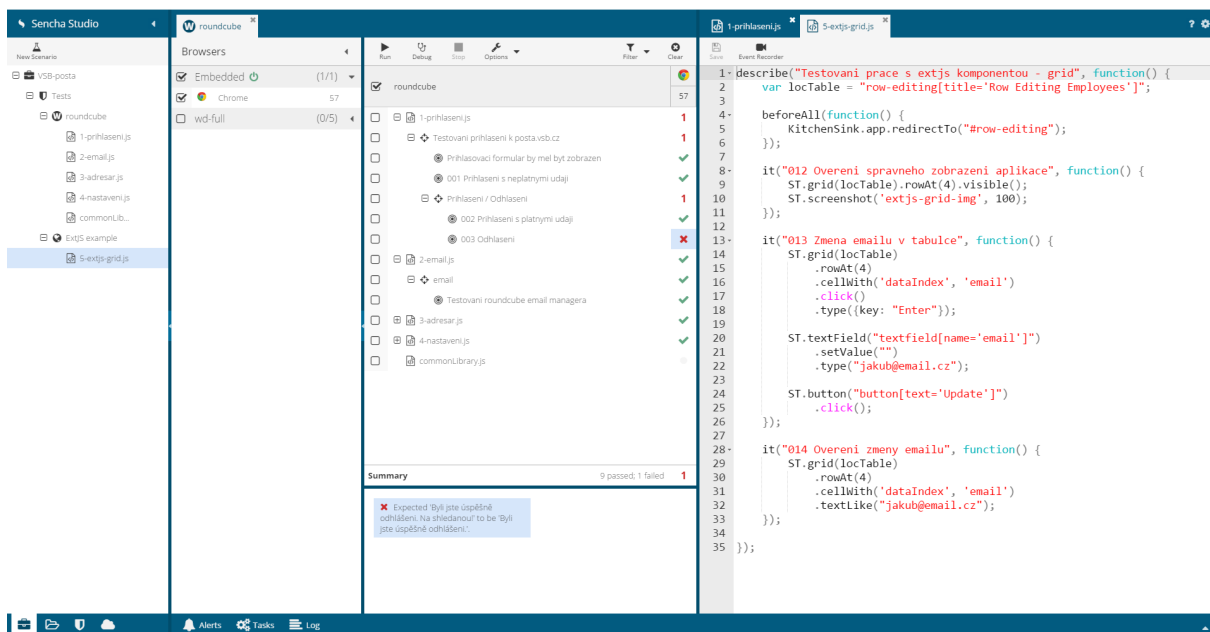 Sencha Studio
roundcube
1-prihlaseni.js
5-extjs-grid.js
New Scenario
VSB-posta
Tests
roundcube
1-prihlaseni.js
2-email.js
3-adresar.js
4-nastaveni.js
commonLib...
ExtJS example
5-extjs-grid.js
Browsers
Embedded (1/1)
Chrome 57
wd-full (0/5)
Run Debug Stop Options Filter Clear
roundcube 57
1-prihlaseni.js 1
Testovani prihlaseni k posta.vsb.cz 1
Prihlasovaci formular by mel byt zobrazen
001 Prihlaseni s neplatnymi udaji
Prihlaseni / Odhlaseni 1
002 Prihlaseni s platnymi udaji
003 Odhlaseni
2-email.js
email
Testovani roundcube email managera
3-adresar.js
4-nastaveni.js
commonLibrary.js
Summary 9 passed; 1 failed 1
Expected 'Byli jste úspěšně
odhlášeni. Na shledanou!' to be 'Byli
jste úspěšně odhlášeni.'.
Save Event Recorder
1 describe("Testovani prace s extjs komponentou - grid", function() {
2 var locTable = "row-editing[title='Row Editing Employees']";
3
4 beforeAll(function() {
5 KitchenSink.app.redirectTo("#row-editing");
6 });
7
8 it("012 Overeni spravneho zobrazeni aplikace", function() {
9 ST.grid(locTable).rowAt(4).visible();
10 ST.screenshot('extjs-grid-img', 100);
11 });
12
13 it("013 Zmena emailu v tabulce", function() {
14 ST.grid(locTable)
15 .rowAt(4)
16 .cellWith('dataIndex', 'email')
17 .click()
18 .type({key: "Enter"});
19
20 ST.textField("textfield[name='email']")
21 .setValue("")
22 .type("jakub@email.cz");
23
24 ST.button("button[text='Update']")
25 .click();
26 });
27
28 it("014 Overeni zmeny emailu", function() {
29 ST.grid(locTable)
30 .rowAt(4)
31 .cellWith('dataIndex', 'email')
32 .textLike("jakub@email.cz");
33 });
34
35 });
Alerts Tasks Log